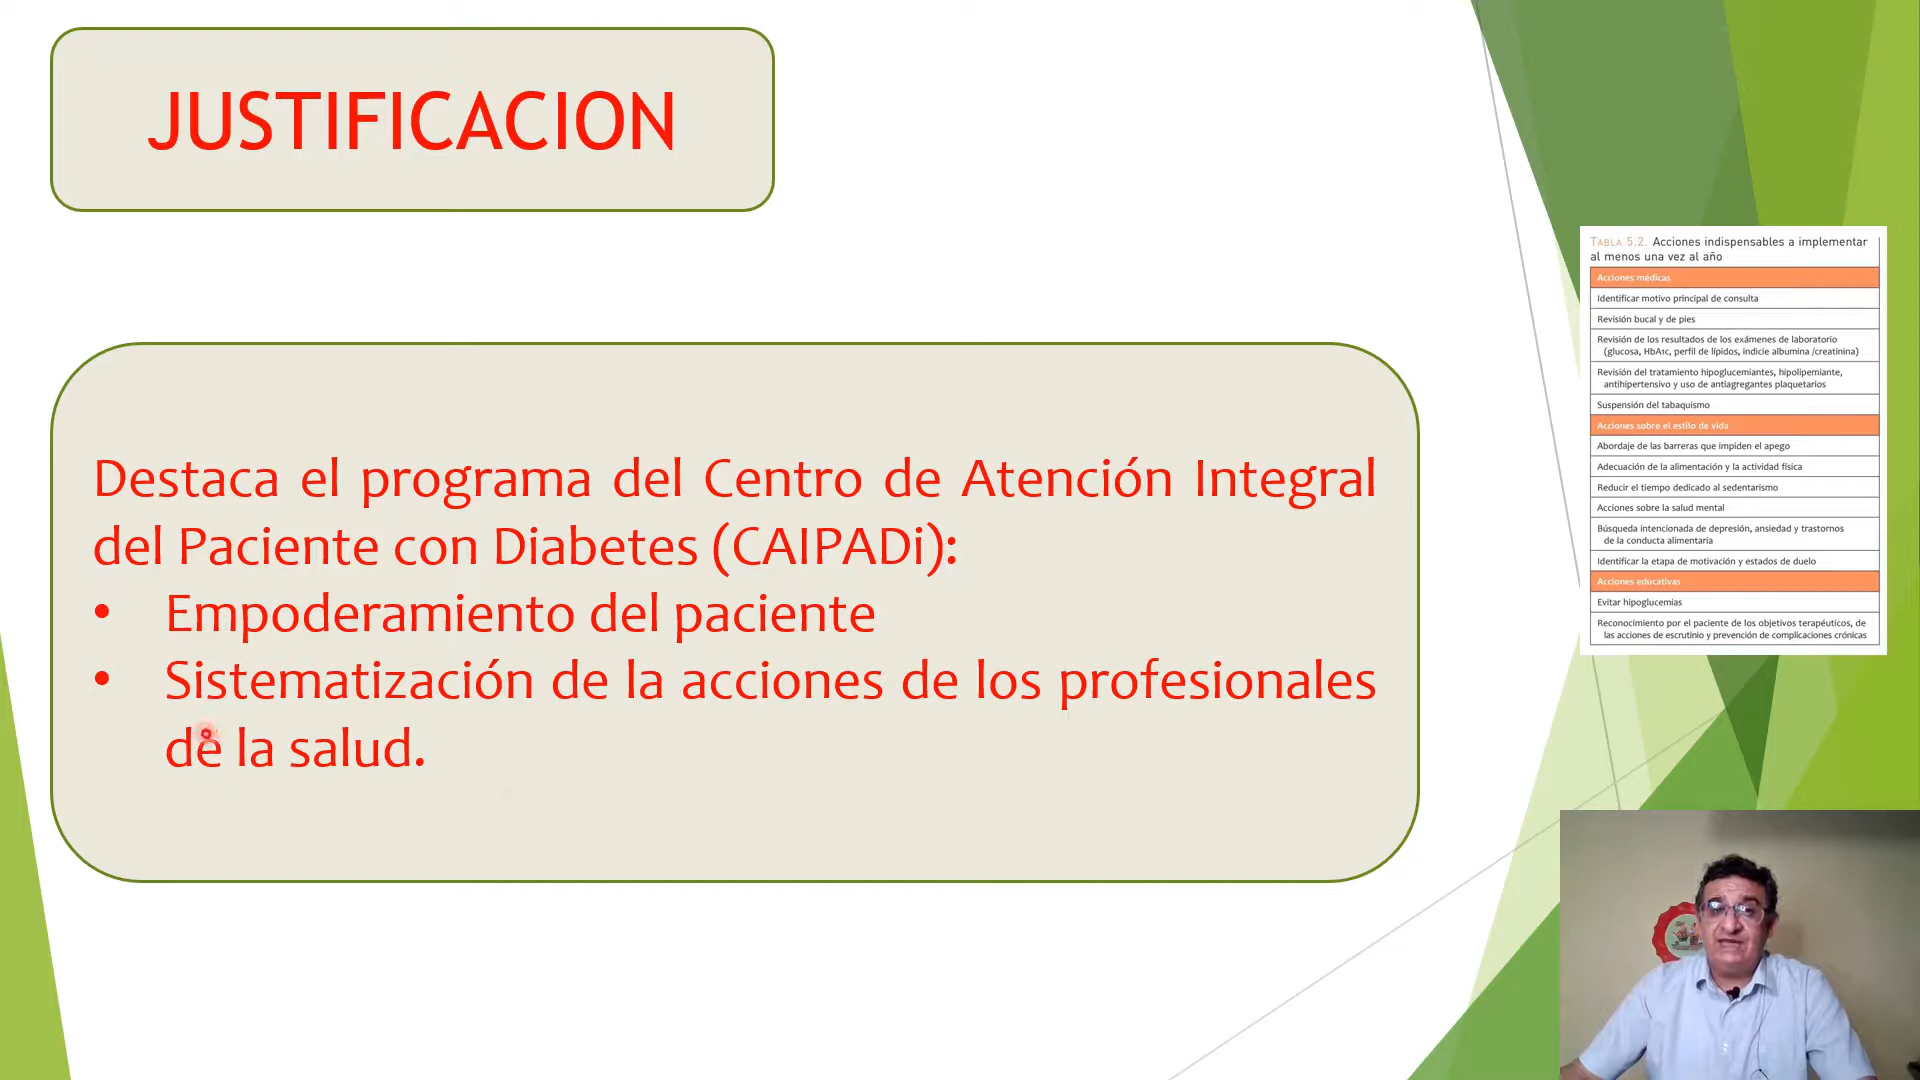 JUSTIFICACION
Destaca el programa del Centro de Atención Integral
del Paciente con Diabetes (CAIPADi):
• Empoderamiento del paciente
• Sistematización de la acciones de los profesionales
de la salud.
TABLA 5.2. Acciones indispensables a implementar
al menos una vez al año
Acciones médicas
Identificar motivo principal de consulta
Revisión bucal y de pies
Revisión de los resultados de los exámenes de laboratorio
(glucosa, HbA1c, perfil de lípidos, indicie albumina /creatinina)
Revisión del tratamiento hipoglucemiantes, hipolipemiante,
antihipertensivo y uso de antiagregantes plaquetarios
Suspensión del tabaquismo
Acciones sobre el estilo de vida
Abordaje de las barreras que impiden el apego
Adecuación de la alimentación y la actividad física
Reducir el tiempo dedicado al sedentarismo
Acciones sobre la salud mental
Búsqueda intencionada de depresión, ansiedad y trastornos
de la conducta alimentaria
Identificar la etapa de motivación y estados de duelo
Acciones educativas
Evitar hipoglucemias
Reconocimiento por el paciente de los objetivos terapéuticos, de
las acciones de escrutinio y prevención de complicaciones crónicas